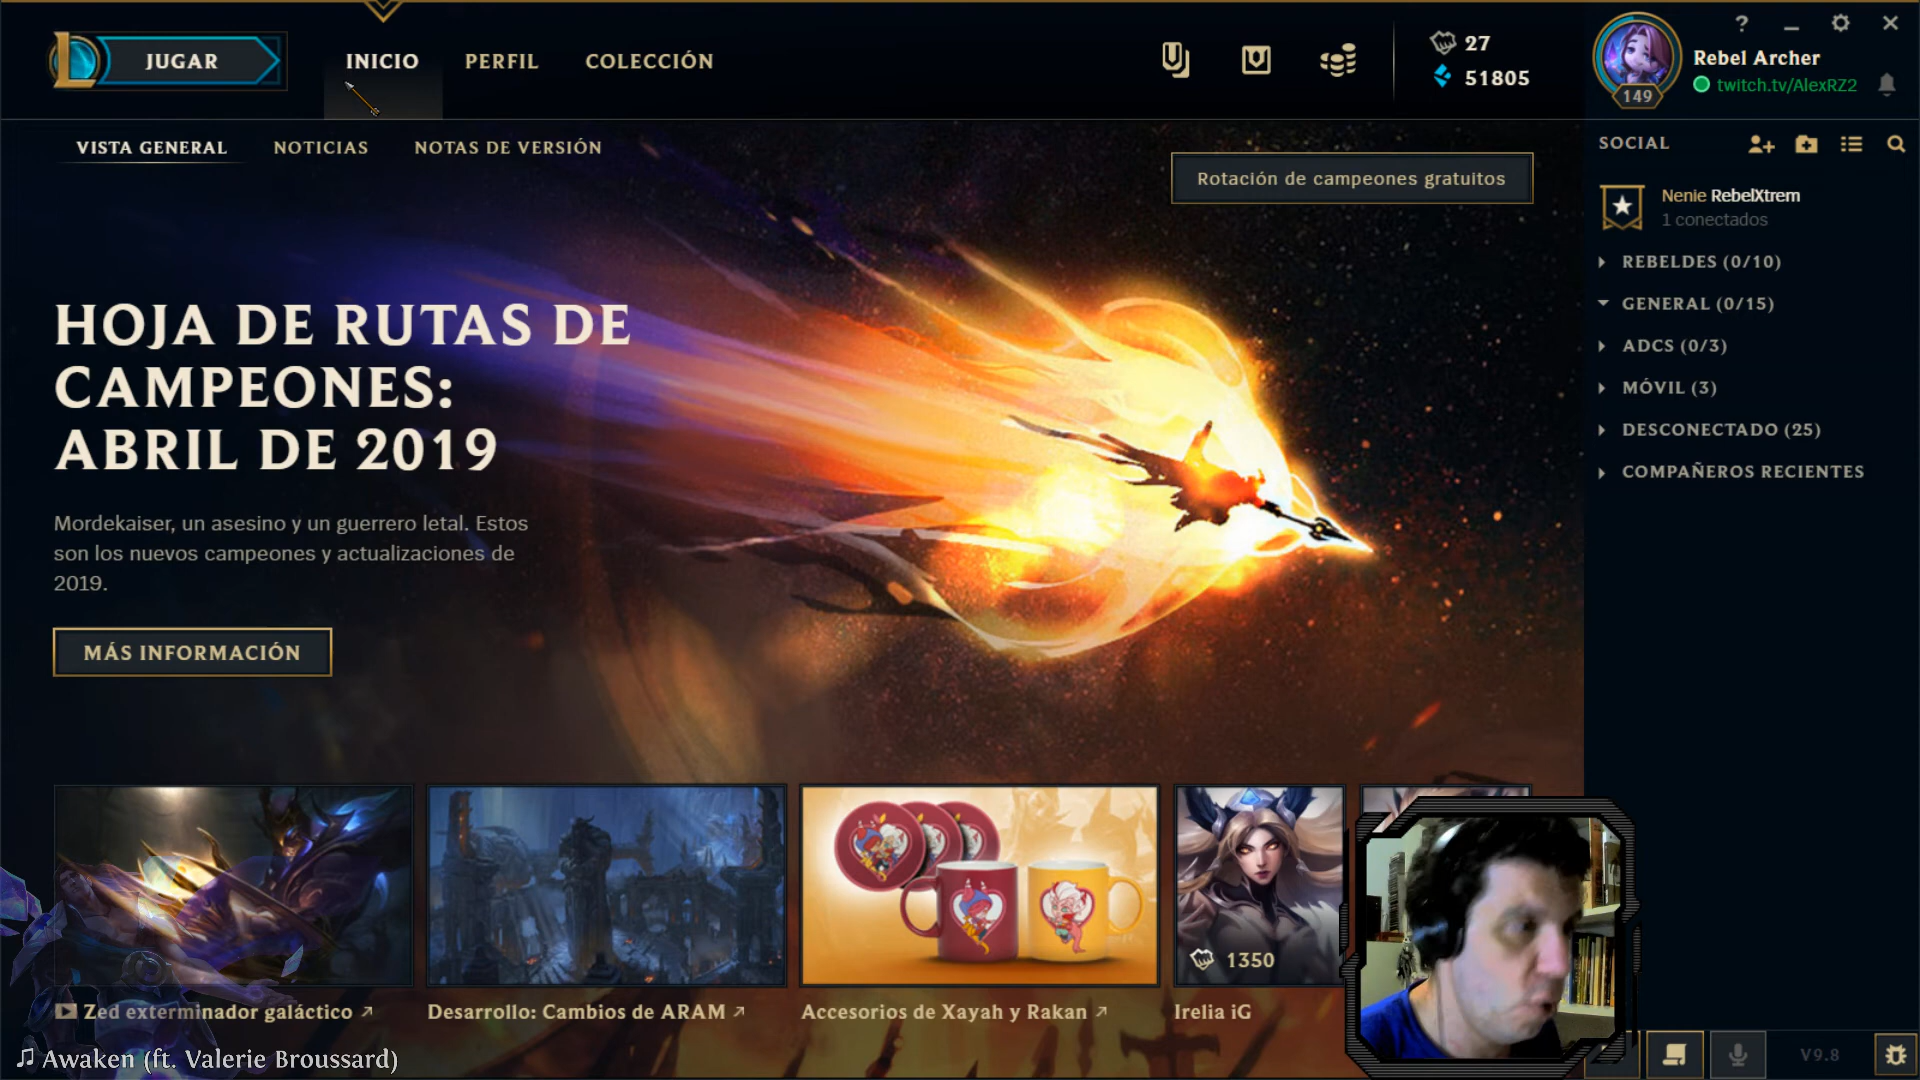 JUGAR
INICIO
PERFIL
COLECCIÓN
27
51805
?
149
Rebel Archer
twitch.tv/AlexRZ2
VISTA GENERAL
NOTICIAS
NOTAS DE VERSIÓN
Rotación de campeones gratuitos
SOCIAL
Nenie RebelXtrem
1 conectados
REBELDES (0/10)
GENERAL (0/15)
ADCS (0/3)
MÓVIL (3)
DESCONECTADO (25)
COMPAÑEROS RECIENTES
HOJA DE RUTAS DE
CAMPEONES:
ABRIL DE 2019
Mordekaiser, un asesino y un guerrero letal. Estos
son los nuevos campeones y actualizaciones de
2019.
MÁS INFORMACIÓN
1350
Zed exterminador galáctico
Desarrollo: Cambios de ARAM
Accesorios de Xayah y Rakan
Irelia iG
Awaken (ft. Valerie Broussard)
V9.8